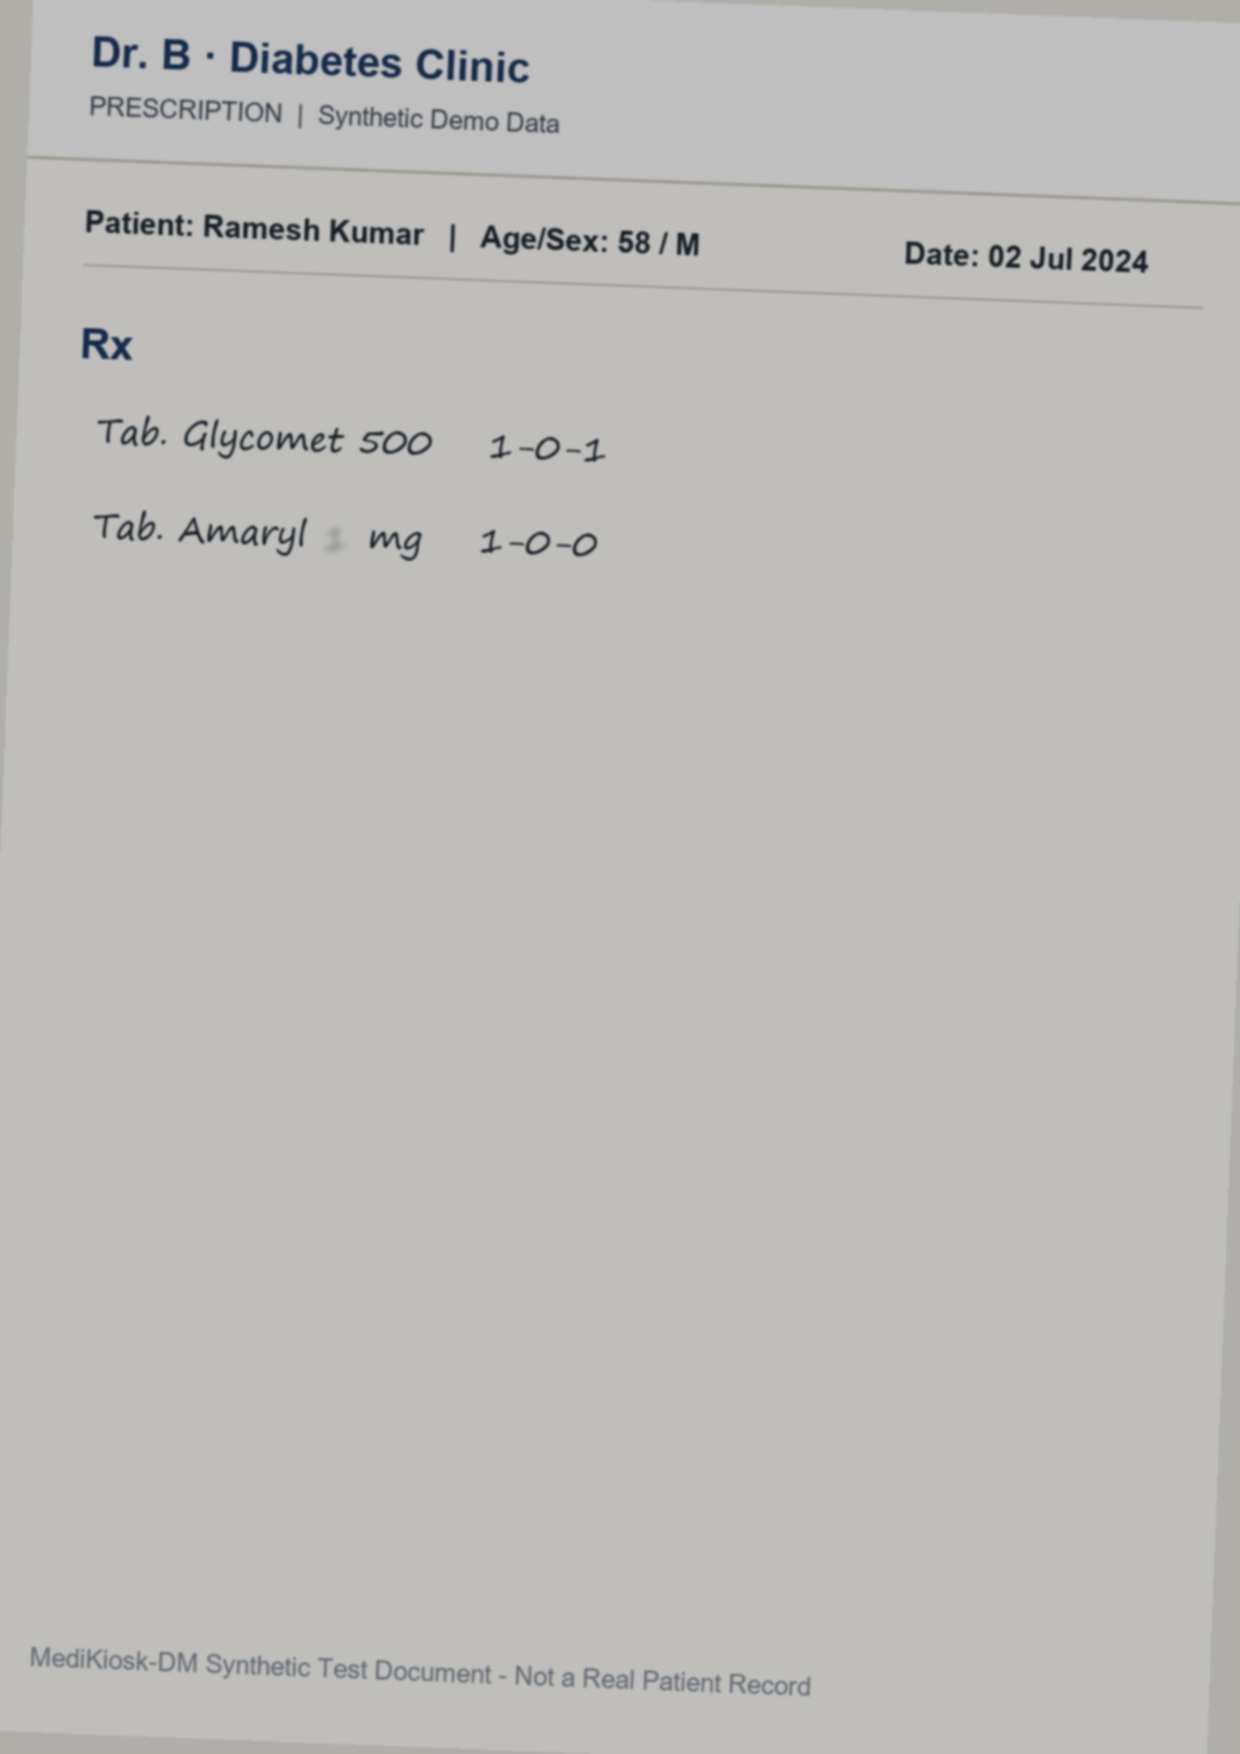 Dr. B · Diabetes Clinic
PRESCRIPTION | Synthetic Demo Data
Patient: Ramesh Kumar | Age/Sex: 58 / M Date: 02 Jul 2024
Rx
Tab. Glycomet 500 1-0-1
Tab. Amaryl mg 1-0-0
MediKiosk-DM Synthetic Test Document - Not a Real Patient Record